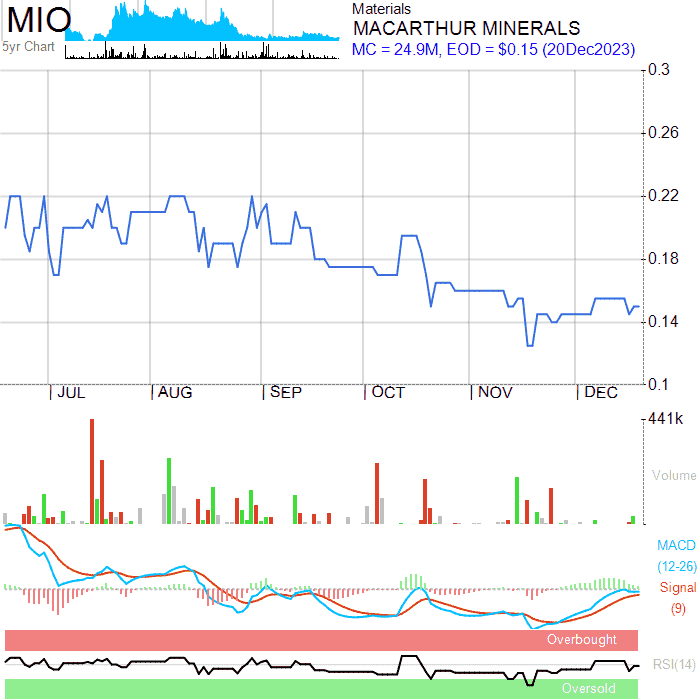 MIO
5yr Chart
Materials
MACARTHUR MINERALS
MC = 24.9M, EOD = $0.15 (20Dec2023)
0.3
0.26
0.22
0.18
0.14
0.1
JUL AUG SEP OCT NOV DEC
441k
Volume
MACD
(12-26)
Signal
(9)
Overbought
RSI(14)
Oversold